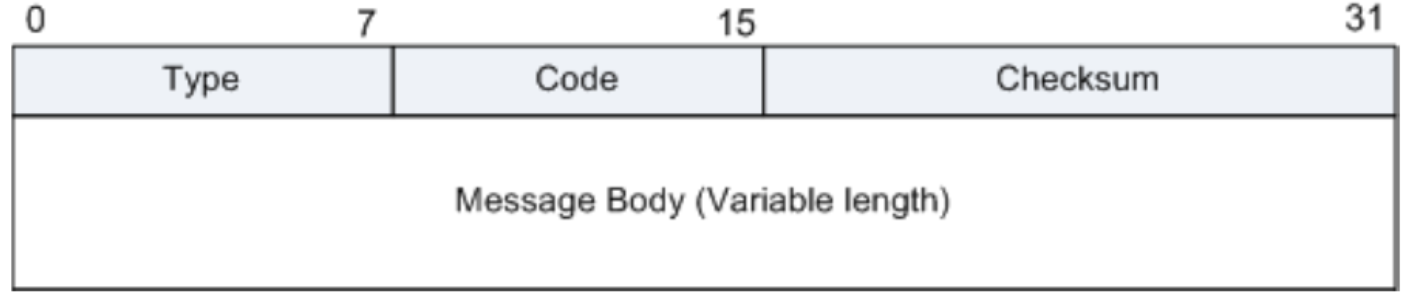 0 7 15 31
Type Code Checksum
Message Body (Variable length)